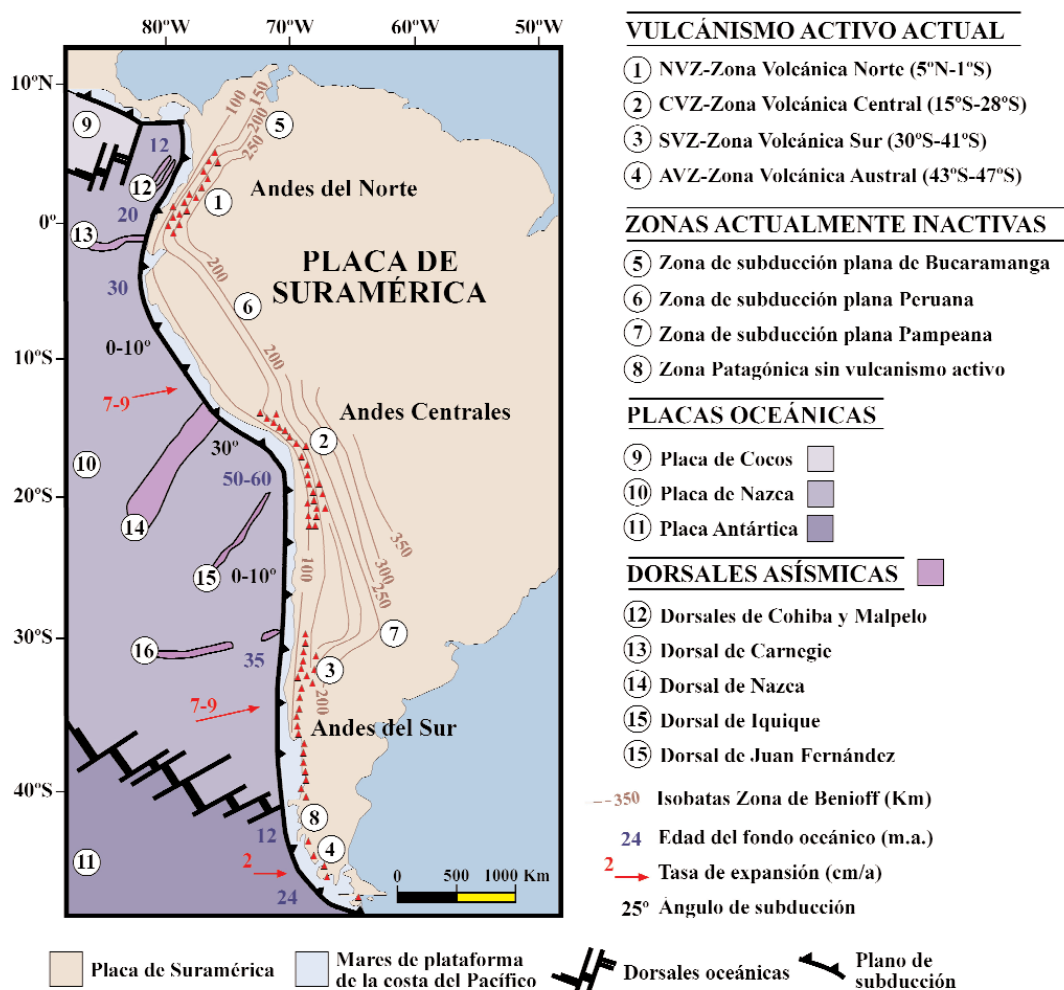 80ºW
70ºW
60ºW
50ºW
10ºN
0º
10ºS
20ºS
30ºS
40ºS
100
150
200
250
9
5
12
12
Andes del Norte
1
20
13
PLACA DE
SURAMÉRICA
200
30
6
0-10º
200
7-9
Andes Centrales
30º
2
10
50-60
14
350
15
0-10º
100
300
250
7
16
35
3
200
7-9
Andes del Sur
8
12
4
11
2
24
0 500 1000 Km
VULCÁNISMO ACTIVO ACTUAL
1 NVZ-Zona Volcánica Norte (5ºN-1ºS)
2 CVZ-Zona Volcánica Central (15ºS-28ºS)
3 SVZ-Zona Volcánica Sur (30ºS-41ºS)
4 AVZ-Zona Volcánica Austral (43ºS-47ºS)
ZONAS ACTUALMENTE INACTIVAS
5 Zona de subducción plana de Bucaramanga
6 Zona de subducción plana Peruana
7 Zona de subducción plana Pampeana
8 Zona Patagónica sin vulcanismo activo
PLACAS OCEÁNICAS
9 Placa de Cocos
10 Placa de Nazca
11 Placa Antártica
DORSALES ASÍSMICAS
12 Dorsales de Cohiba y Malpelo
13 Dorsal de Carnegie
14 Dorsal de Nazca
15 Dorsal de Iquique
15 Dorsal de Juan Fernández
350 Isobatas Zona de Benioff (Km)
24 Edad del fondo oceánico (m.a.)
2 Tasa de expansión (cm/a)
25º Ángulo de subducción
Placa de Suramérica
Mares de plataforma
de la costa del Pacífico
Dorsales oceánicas
Plano de
subducción